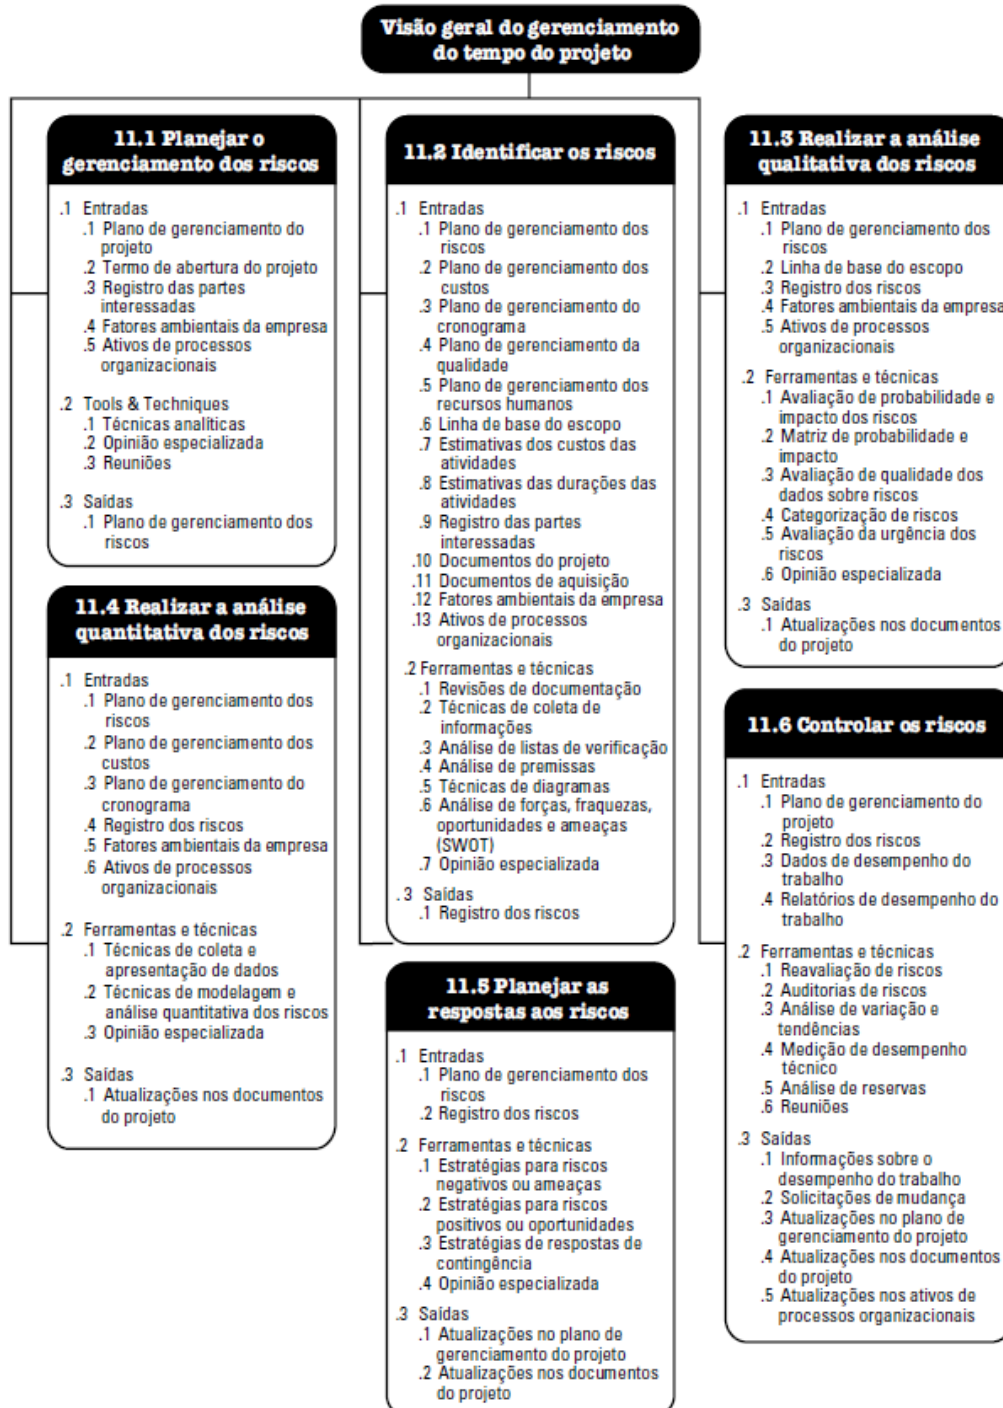 Visão geral do gerenciamento
do tempo do projeto
11.1 Planejar o
gerenciamento dos riscos
.1 Entradas
.1 Plano de gerenciamento do
projeto
.2 Termo de abertura do projeto
.3 Registro das partes
interessadas
.4 Fatores ambientais da empresa
.5 Ativos de processos
organizacionais
.2 Tools & Techniques
.1 Técnicas analíticas
.2 Opinião especializada
.3 Reuniões
.3 Saídas
.1 Plano de gerenciamento dos
riscos
11.2 Identificar os riscos
.1 Entradas
.1 Plano de gerenciamento dos
riscos
.2 Plano de gerenciamento dos
custos
.3 Plano de gerenciamento do
cronograma
.4 Plano de gerenciamento da
qualidade
.5 Plano de gerenciamento dos
recursos humanos
.6 Linha de base do escopo
.7 Estimativas dos custos das
atividades
.8 Estimativas das durações das
atividades
.9 Registro das partes
interessadas
.10 Documentos do projeto
.11 Documentos de aquisição
.12 Fatores ambientais da empresa
.13 Ativos de processos
organizacionais
.2 Ferramentas e técnicas
.1 Revisões de documentação
.2 Técnicas de coleta de
informações
.3 Análise de listas de verificação
.4 Análise de premissas
.5 Técnicas de diagramas
.6 Análise de forças, fraquezas,
oportunidades e ameaças
(SWOT)
.7 Opinião especializada
. 3 Saídas
.1 Registro dos riscos
11.3 Realizar a análise
qualitativa dos riscos
.1 Entradas
.1 Plano de gerenciamento dos
riscos
.2 Linha de base do escopo
.3 Registro dos riscos
.4 Fatores ambientais da empresa
.5 Ativos de processos
organizacionais
.2 Ferramentas e técnicas
.1 Avaliação de probabilidade e
impacto dos riscos
.2 Matriz de probabilidade e
impacto
.3 Avaliação de qualidade dos
dados sobre riscos
.4 Categorização de riscos
.5 Avaliação da urgência dos
riscos
.6 Opinião especializada
.3 Saídas
.1 Atualizações nos documentos
do projeto
11.4 Realizar a análise
quantitativa dos riscos
.1 Entradas
.1 Plano de gerenciamento dos
riscos
.2 Plano de gerenciamento dos
custos
.3 Plano de gerenciamento do
cronograma
.4 Registro dos riscos
.5 Fatores ambientais da empresa
.6 Ativos de processos
organizacionais
.2 Ferramentas e técnicas
.1 Técnicas de coleta e
apresentação de dados
.2 Técnicas de modelagem e
análise quantitativa dos riscos
.3 Opinião especializada
.3 Saídas
.1 Atualizações nos documentos
do projeto
11.5 Planejar as
respostas aos riscos
.1 Entradas
.1 Plano de gerenciamento dos
riscos
.2 Registro dos riscos
.2 Ferramentas e técnicas
.1 Estratégias para riscos
negativos ou ameaças
.2 Estratégias para riscos
positivos ou oportunidades
.3 Estratégias de respostas de
contingência
.4 Opinião especializada
.3 Saídas
.1 Atualizações no plano de
gerenciamento do projeto
.2 Atualizações nos documentos
do projeto
11.6 Controlar os riscos
.1 Entradas
.1 Plano de gerenciamento do
projeto
.2 Registro dos riscos
.3 Dados de desempenho do
trabalho
.4 Relatórios de desempenho do
trabalho
.2 Ferramentas e técnicas
.1 Reavaliação de riscos
.2 Auditorias de riscos
.3 Análise de variação e
tendências
.4 Medição de desempenho
técnico
.5 Análise de reservas
.6 Reuniões
.3 Saídas
.1 Informações sobre o
desempenho do trabalho
.2 Solicitações de mudança
.3 Atualizações no plano de
gerenciamento do projeto
.4 Atualizações nos documentos
do projeto
.5 Atualizações nos ativos de
processos organizacionais